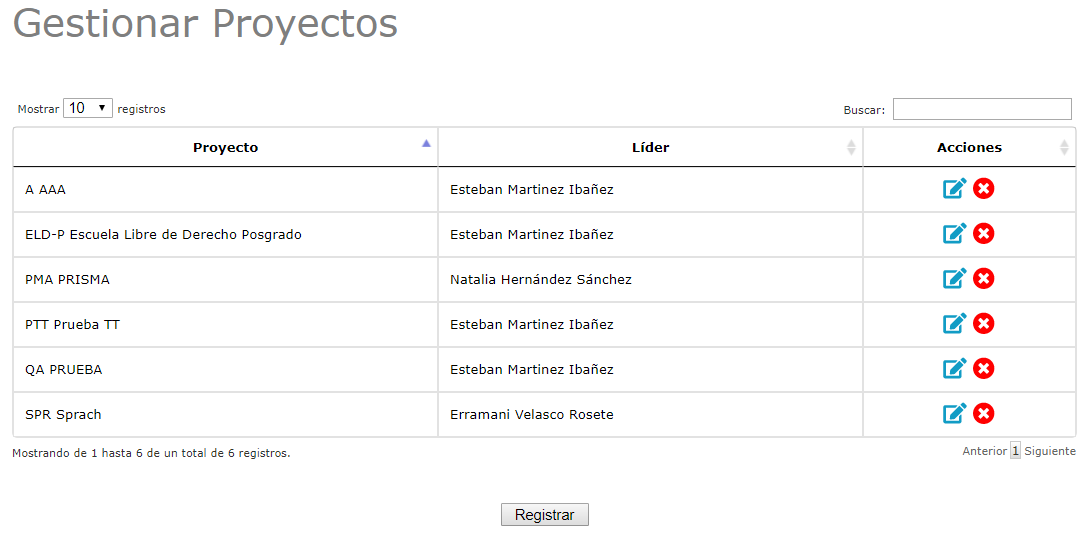 Gestionar Proyectos
Mostrar 10 registros Buscar:
Proyecto Líder Acciones
A AAA Esteban Martinez Ibañez
ELD-P Escuela Libre de Derecho Posgrado Esteban Martinez Ibañez
PMA PRISMA Natalia Hernández Sánchez
PTT Prueba TT Esteban Martinez Ibañez
QA PRUEBA Esteban Martinez Ibañez
SPR Sprach Erramani Velasco Rosete
Mostrando de 1 hasta 6 de un total de 6 registros. Anterior 1 Siguiente
Registrar